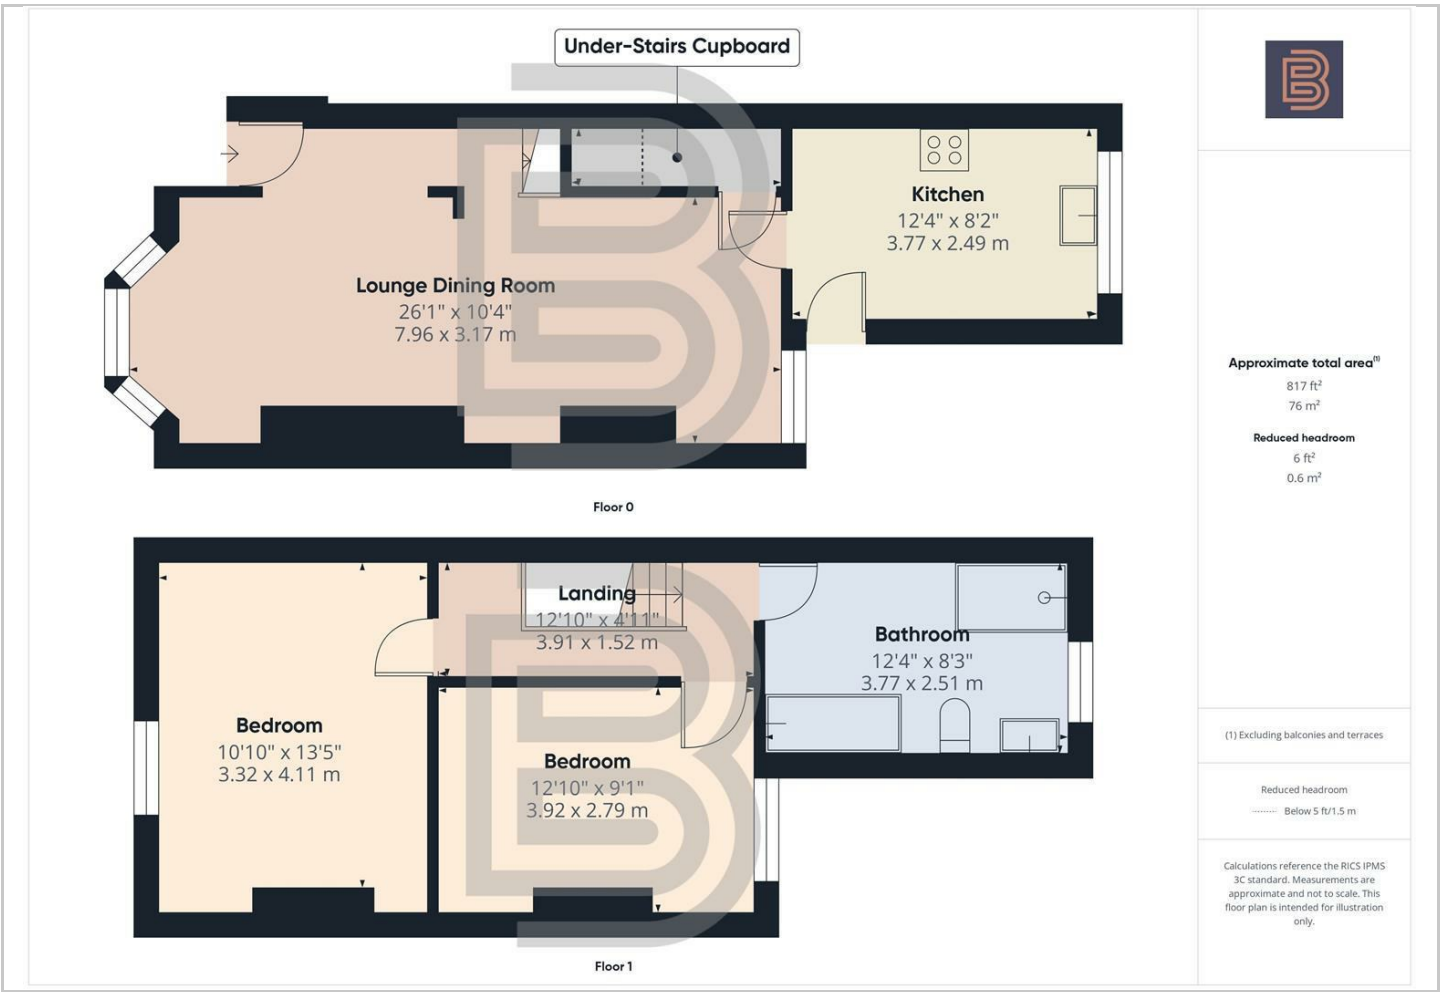 Under-Stairs Cupboard
Kitchen
12'4" x 8'2"
3.77 x 2.49 m
Lounge Dining Room
26'1" x 10'4"
7.96 x 3.17 m
Floor 0
Landing
12'10" x 4'11"
3.91 x 1.52 m
Bathroom
12'4" x 8'3"
3.77 x 2.51 m
Bedroom
10'10" x 13'5"
3.32 x 4.11 m
Bedroom
12'10" x 9'1"
3.92 x 2.79 m
Floor 1
Approximate total area(1)
817 ft²
76 m²
Reduced headroom
6 ft²
0.6 m²
(1) Excluding balconies and terraces
Reduced headroom
Below 5 ft/1.5 m
Calculations reference the RICS IPMS
3C standard. Measurements are
approximate and not to scale. This
floor plan is intended for illustration
only.